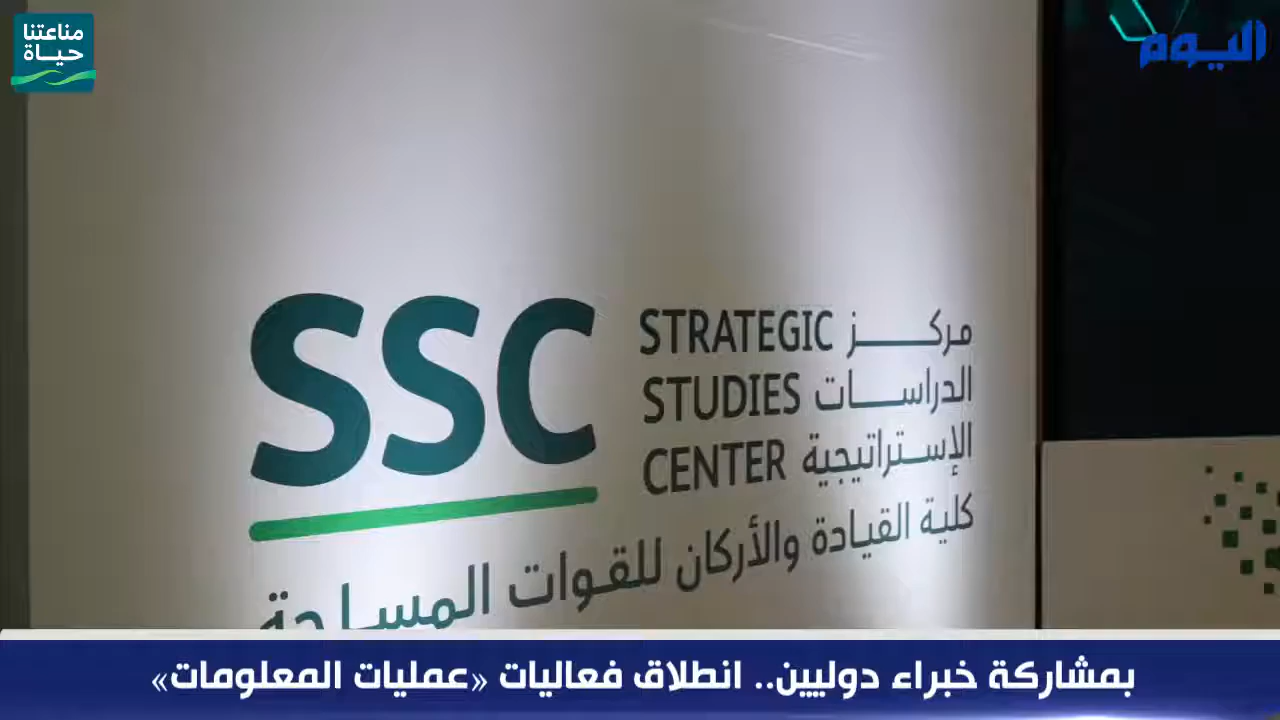 مناعتنا
حياة
اليوم
SSC
STRATEGIC مركز
STUDIES الدراسات
CENTER الإستراتيجية
كلية القيادة والأركان للقوات المسلحة
بمشاركة خبراء دوليين.. انطلاق فعاليات «عمليات المعلومات»